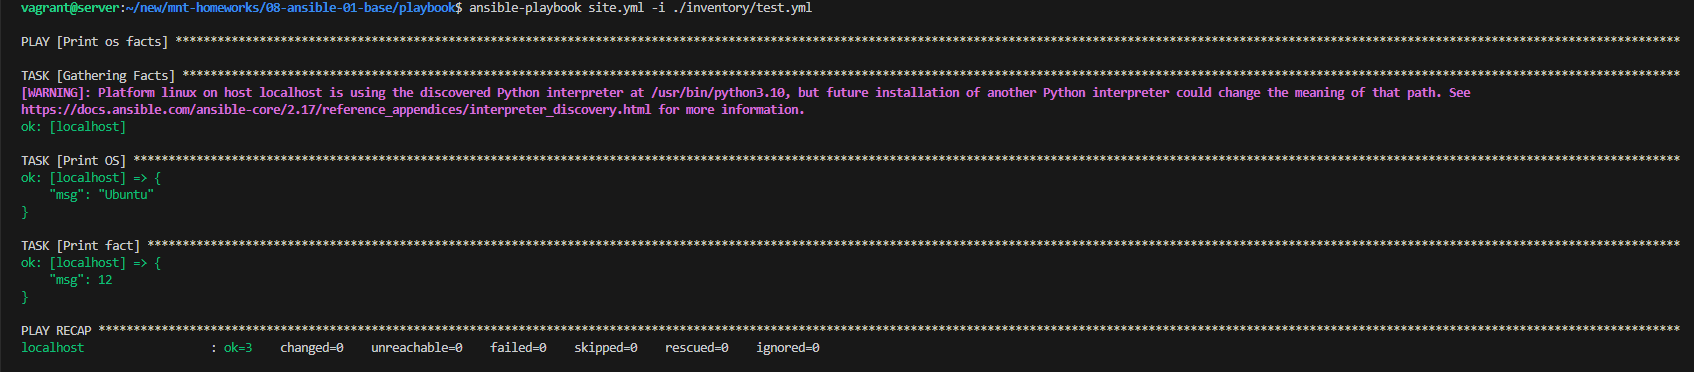 vagrant@server:~/new/mnt-homeworks/08-ansible-01-base/playbook$ ansible-playbook site.yml -i ./inventory/test.yml
PLAY [Print os facts] ***********************************************************************************************************************************************************************************************************************
TASK [Gathering Facts] **********************************************************************************************************************************************************************************************************************
[WARNING]: Platform linux on host localhost is using the discovered Python interpreter at /usr/bin/python3.10, but future installation of another Python interpreter could change the meaning of that path. See
https://docs.ansible.com/ansible-core/2.17/reference_appendices/interpreter_discovery.html for more information.
ok: [localhost]
TASK [Print OS] *****************************************************************************************************************************************************************************************************************************
ok: [localhost] => {
    "msg": "Ubuntu"
}
TASK [Print fact] ***************************************************************************************************************************************************************************************************************************
ok: [localhost] => {
    "msg": 12
}
PLAY RECAP **********************************************************************************************************************************************************************************************************************************
localhost                  : ok=3    changed=0    unreachable=0    failed=0    skipped=0    rescued=0    ignored=0